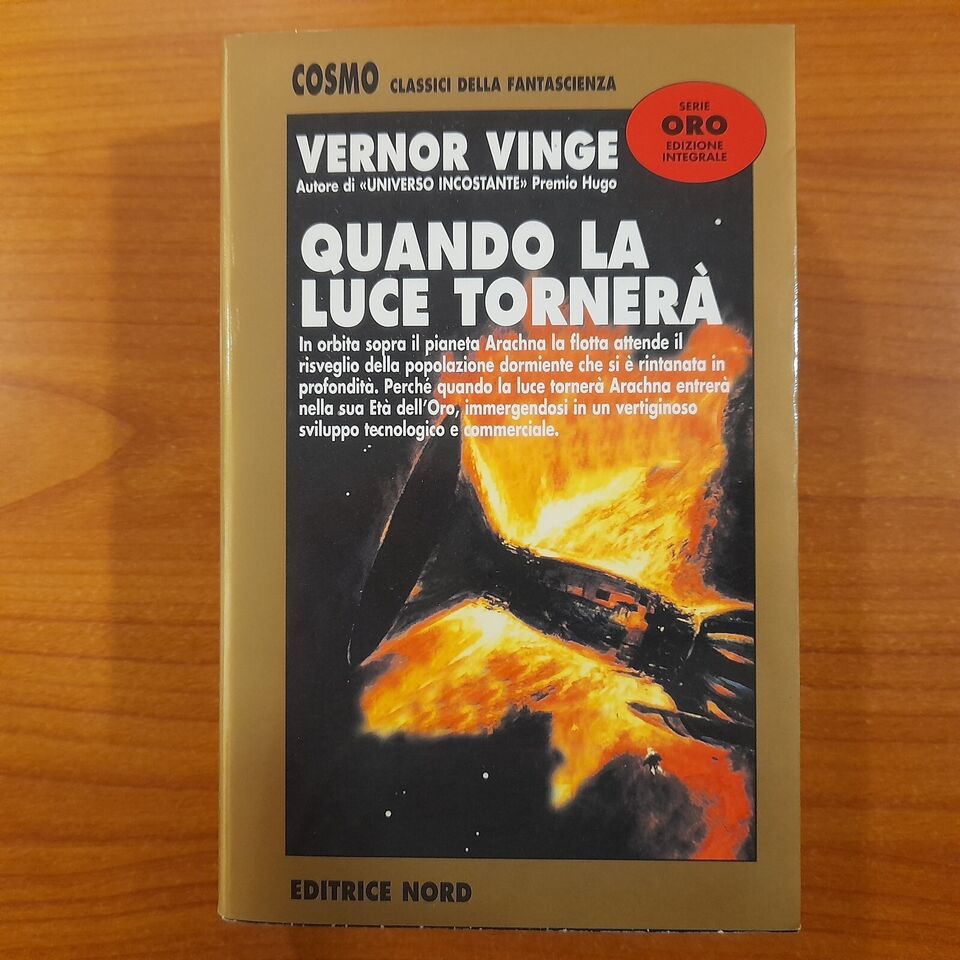 COSMO CLASSICI DELLA FANTASCIENZA
SERIE
ORO
EDIZIONE
INTEGRALE
VERNOR VINGE
Autore di «UNIVERSO INCOSTANTE» Premio Hugo
QUANDO LA
LUCE TORNERÀ
In orbita sopra il pianeta Arachna la flotta attende il
risveglio della popolazione dormiente che si è rintanata in
profondità. Perché quando la luce tornerà Arachna entrerà
nella sua Età dell'Oro, immergendosi in un vertiginoso
sviluppo tecnologico e commerciale.
EDITRICE NORD